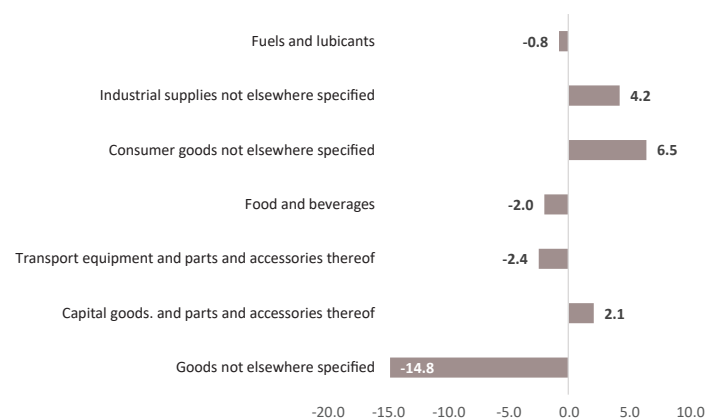 Fuels and lubicants -0.8
Industrial supplies not elsewhere specified 4.2
Consumer goods not elsewhere specified 6.5
Food and beverages -2.0
Transport equipment and parts and accessories thereof -2.4
Capital goods. and parts and accessories thereof 2.1
Goods not elsewhere specified -14.8
-20.0 -15.0 -10.0 -5.0 0.0 5.0 10.0